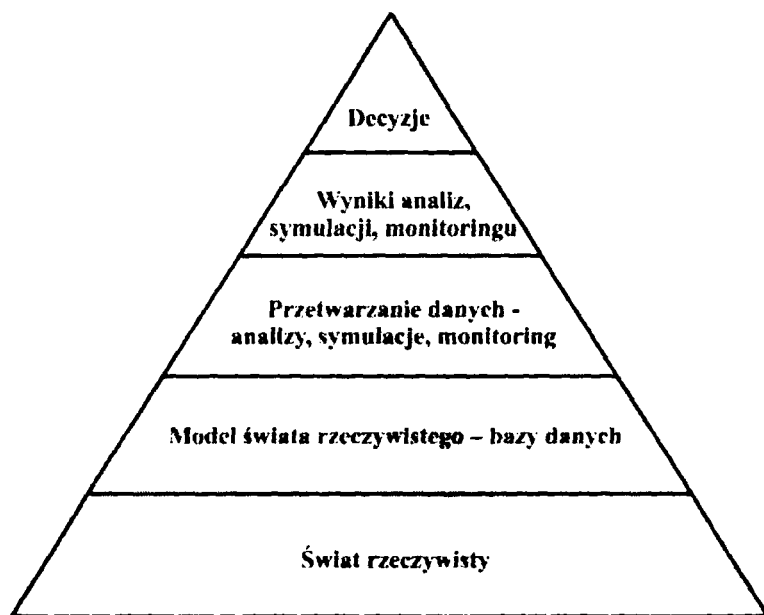 Decyzje
Wyniki analiz,
symulacji, monitoringu
Przetwarzanie danych -
analizy, symulacje, monitoring
Model świata rzeczywistego – bazy danych
Świat rzeczywisty